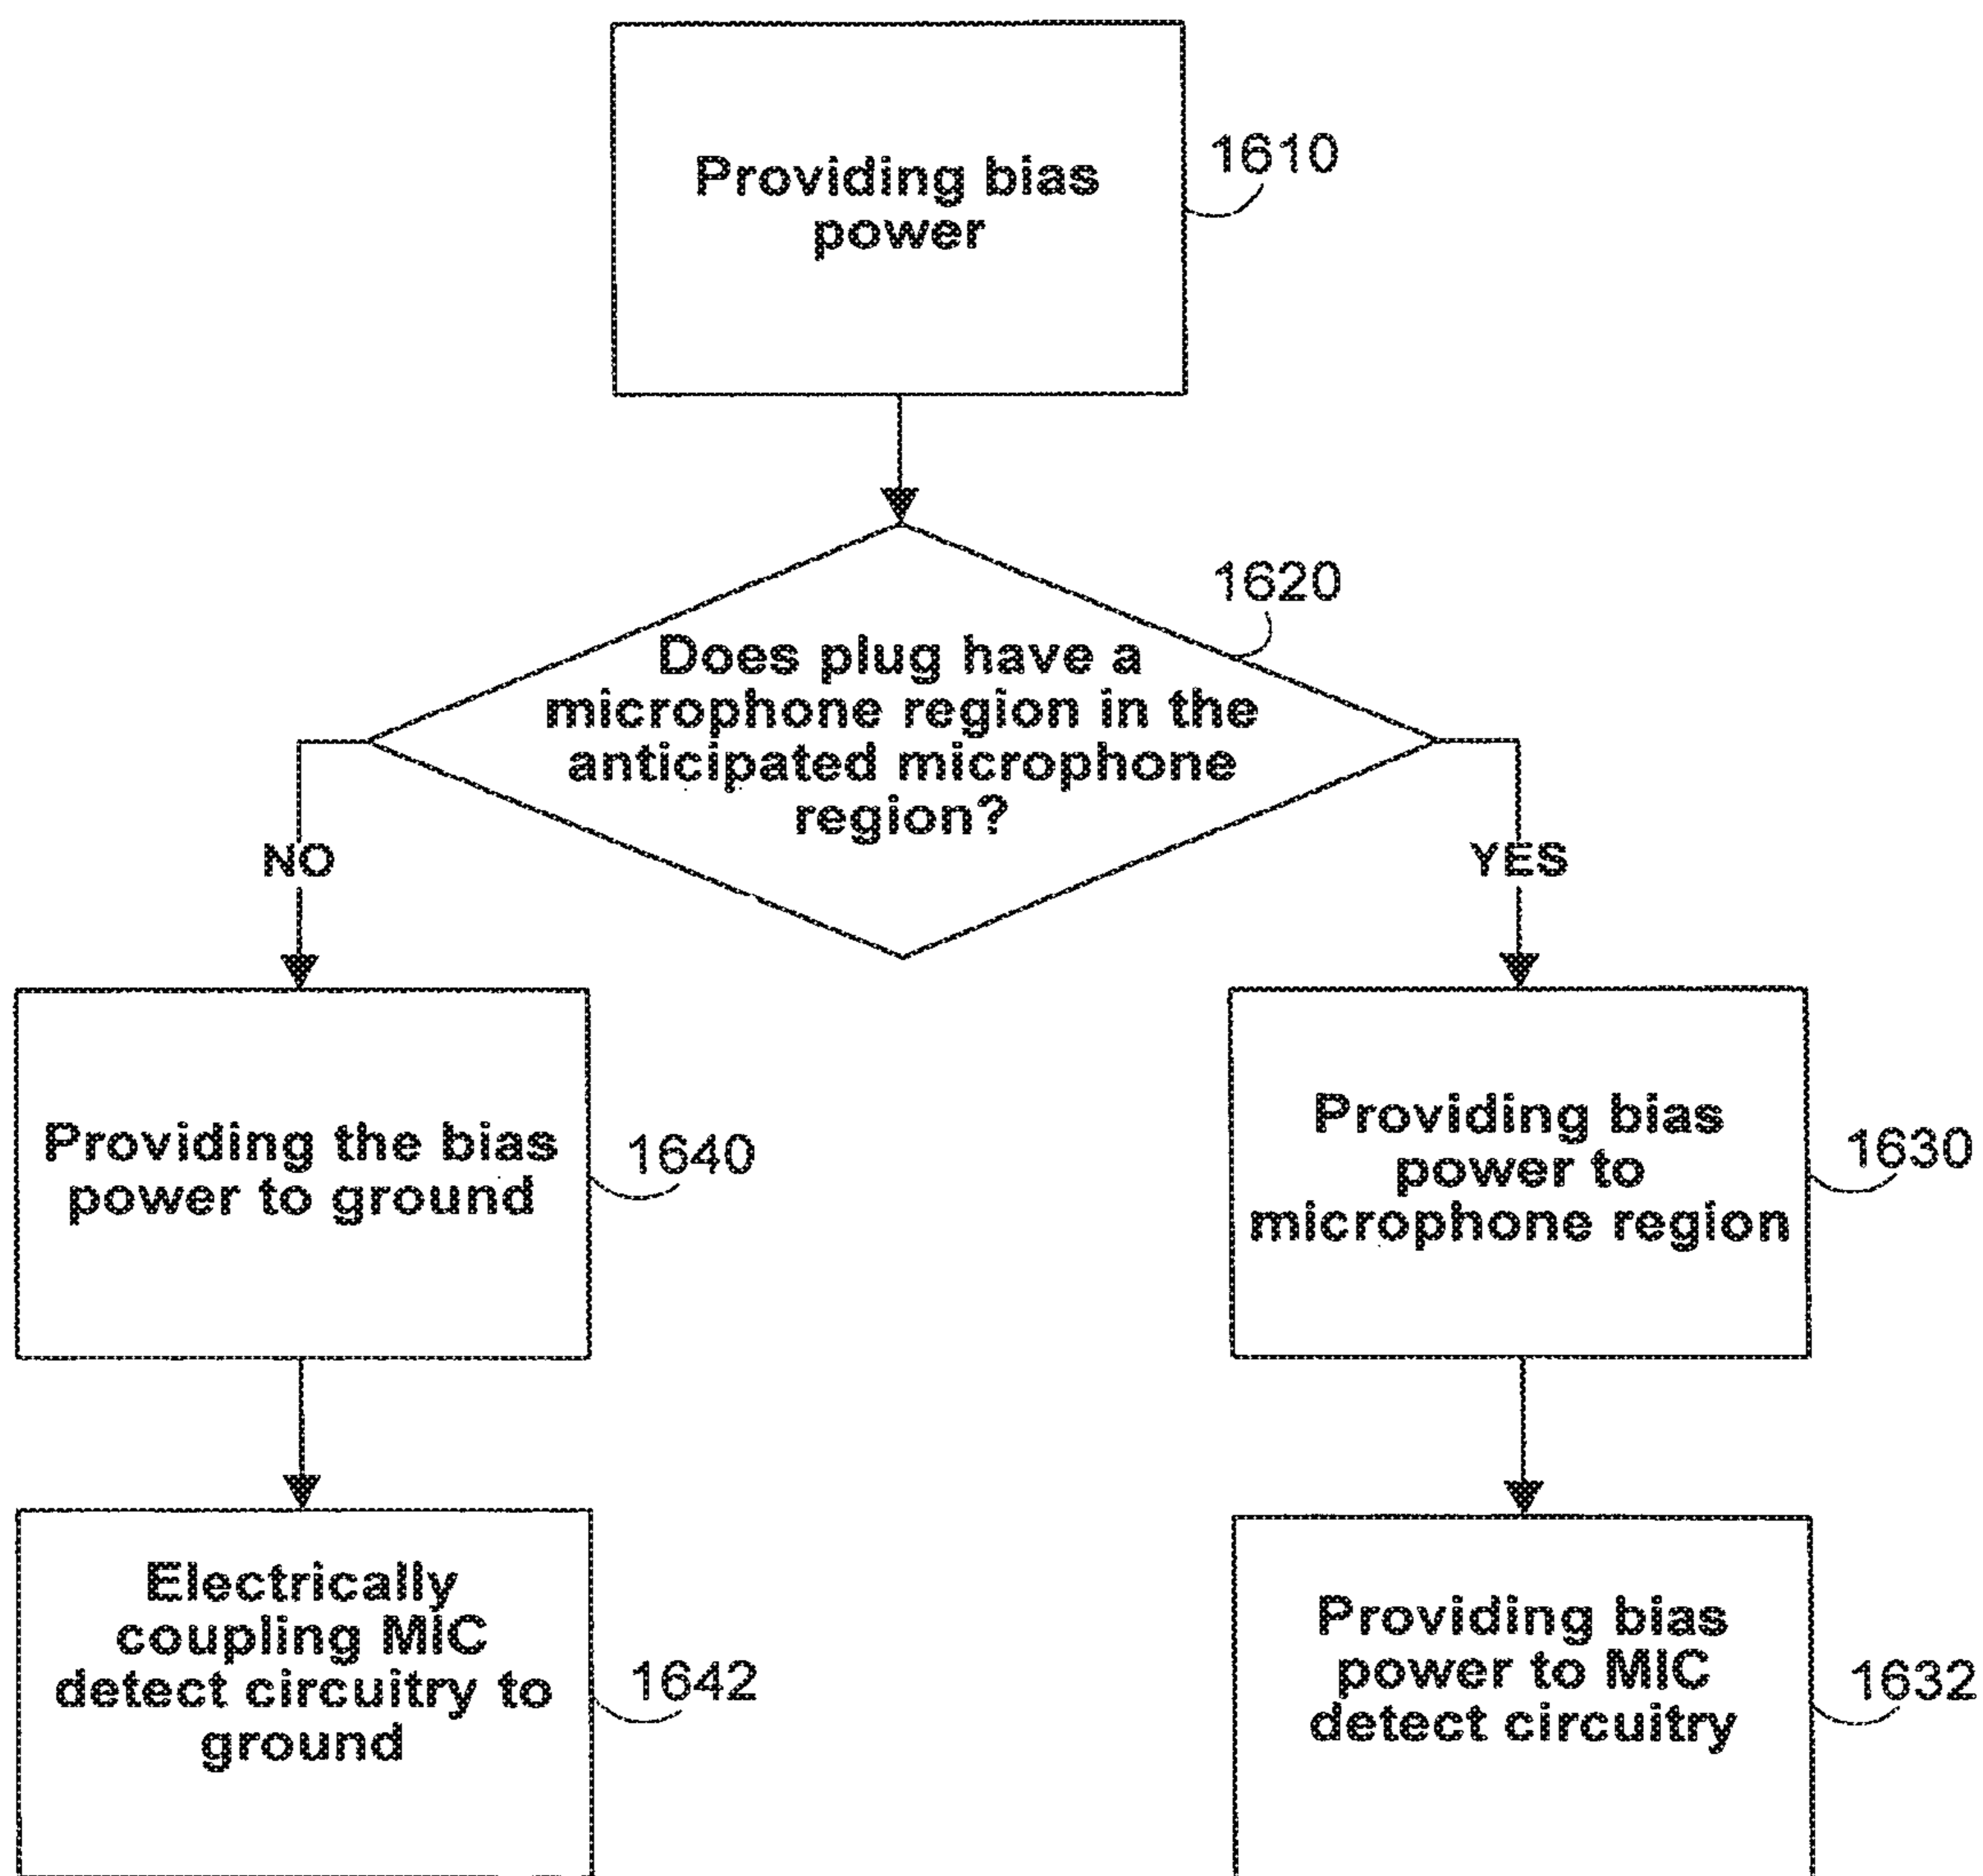 Providing bias
power
1610
1620
Does plug have a
microphone region in the
anticipated microphone
region?
NO
YES
Providing the bias
power to ground
1640
Providing bias
power to
microphone region
1630
Electrically
coupling MIC
detect circuitry to
ground
1642
Providing bias
power to MIC
detect circuitry
1632